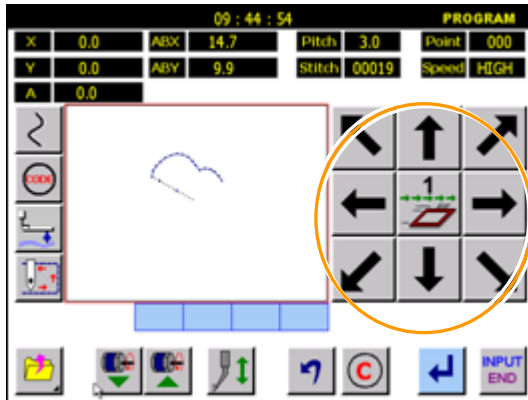 09 : 44 : 54 PROGRAM
X 0.0 ABX 14.7 Pitch 3.0 Point 000
Y 0.0 ABY 9.9 Stitch 00019 Speed HIGH
A 0.0
1
CODE
C
INPUT
END